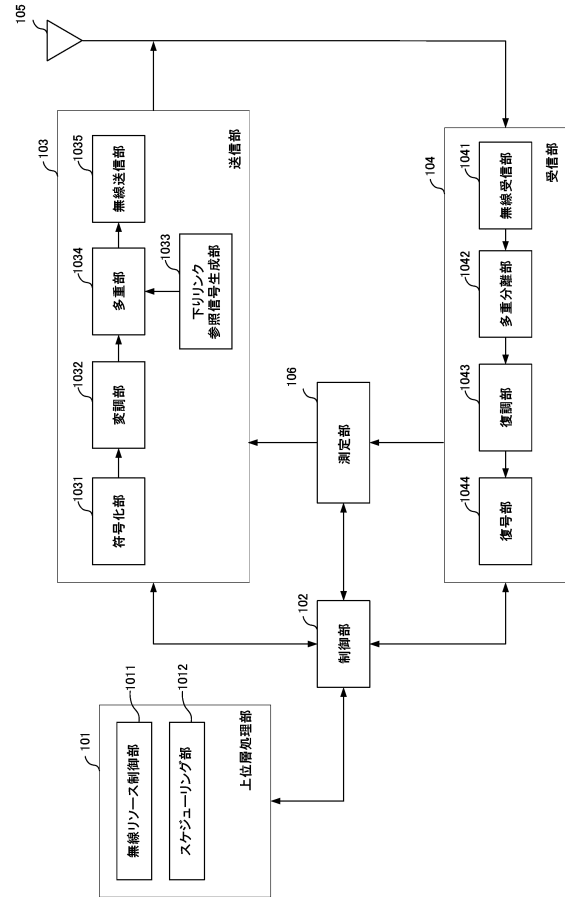 101
無線リソース制御部
1011
スケジューリング部
1012
上位層処理部
102
制御部
103
符号化部
1031
変調部
1032
多重部
1034
無線送信部
1035
下りリンク
参照信号生成部
1033
送信部
105
測定部
106
104
復号部
1044
復調部
1043
多重分離部
1042
無線受信部
1041
受信部